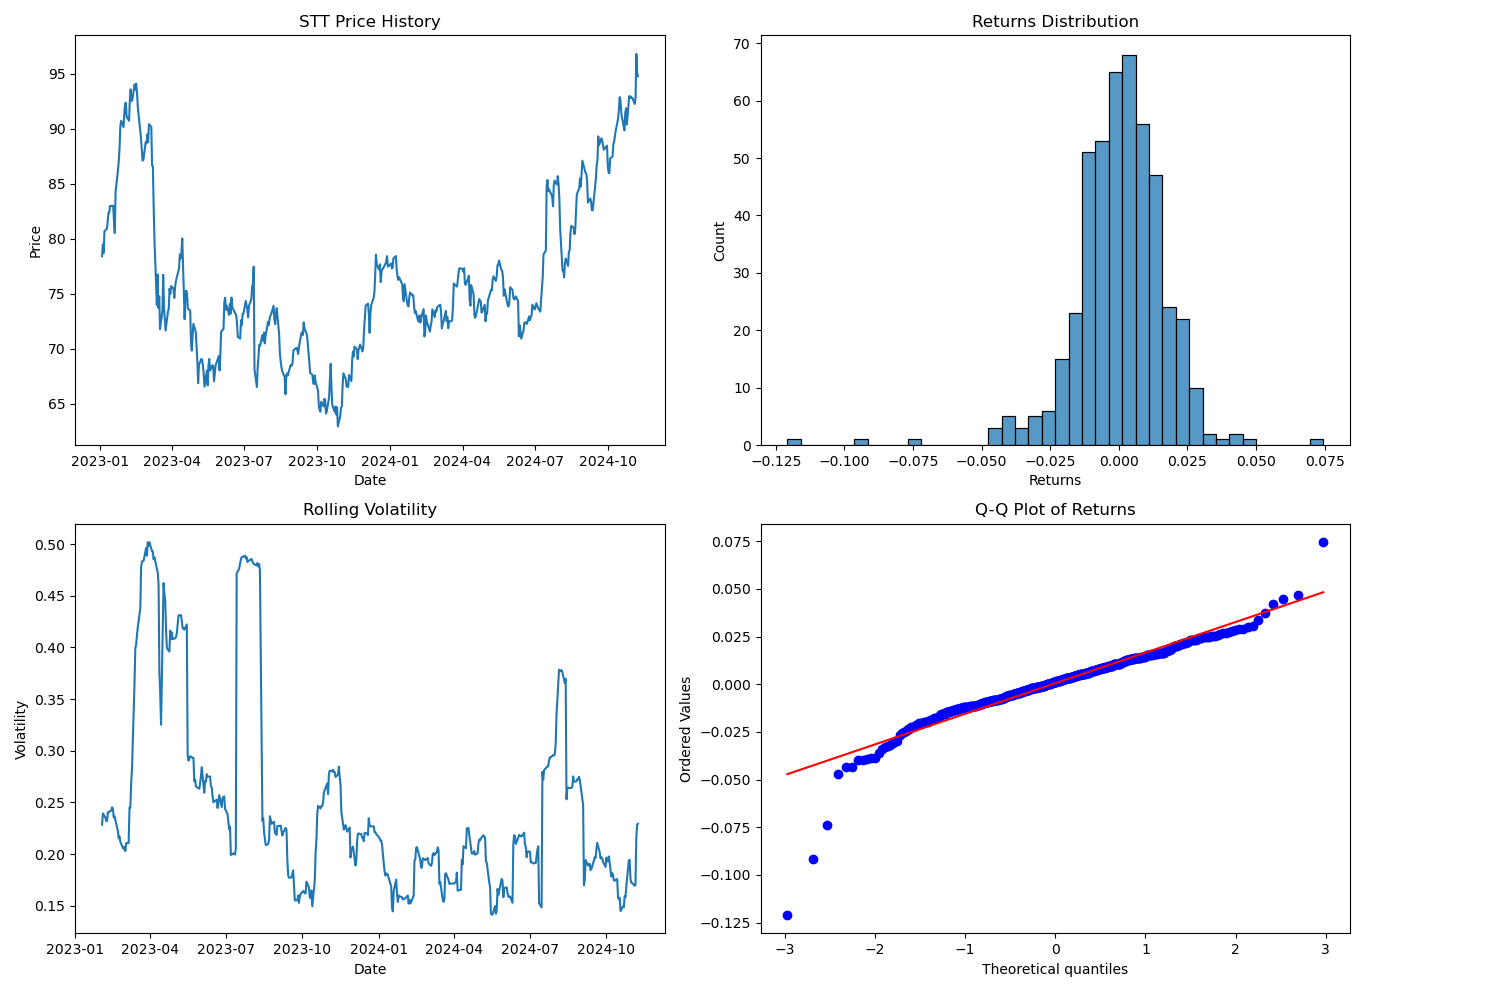 STT Price History
95
90
85
80
75
70
65
Price
2023-01 2023-04 2023-07 2023-10 2024-01 2024-04 2024-07 2024-10
Date
Returns Distribution
70
60
50
40
30
20
10
0
Count
−0.125 −0.100 −0.075 −0.050 −0.025 0.000 0.025 0.050 0.075
Returns
Rolling Volatility
0.50
0.45
0.40
0.35
0.30
0.25
0.20
0.15
Volatility
2023-01 2023-04 2023-07 2023-10 2024-01 2024-04 2024-07 2024-10
Date
Q-Q Plot of Returns
0.075
0.050
0.025
0.000
−0.025
−0.050
−0.075
−0.100
−0.125
Ordered Values
−3 −2 −1 0 1 2 3
Theoretical quantiles